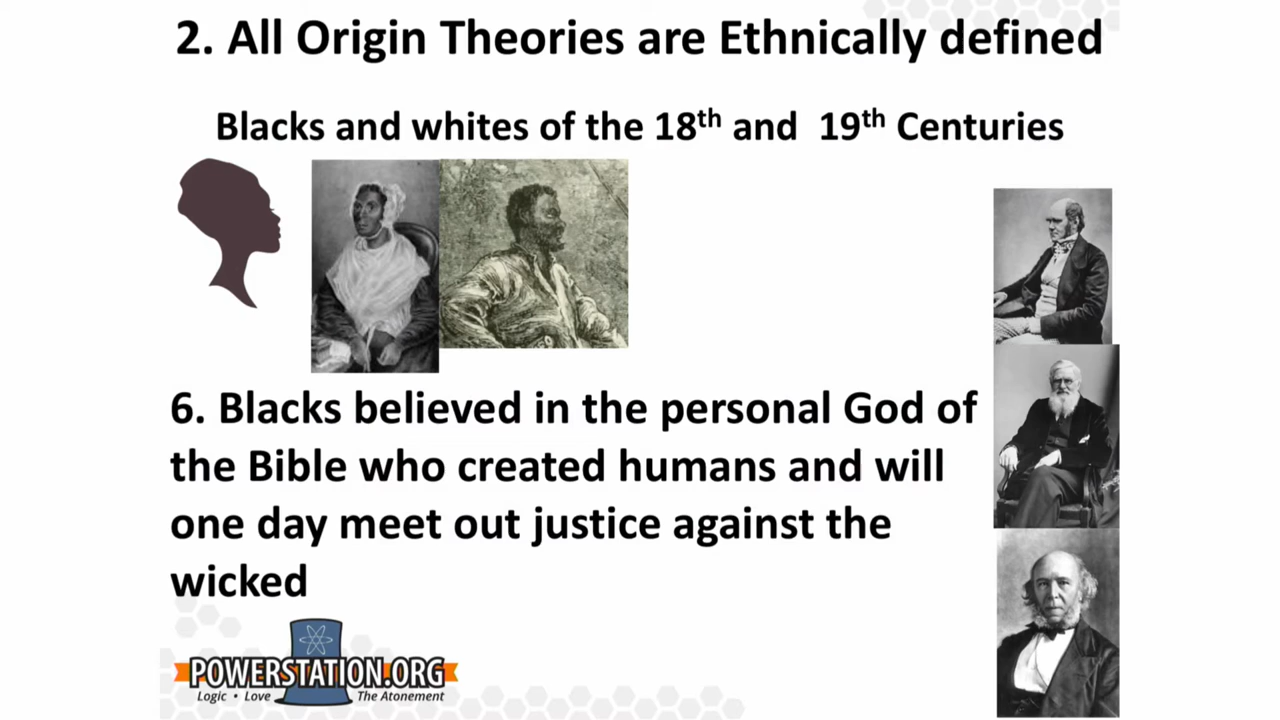 2. All Origin Theories are Ethnically defined
Blacks and whites of the 18th and 19th Centuries
6. Blacks believed in the personal God of
the Bible who created humans and will
one day meet out justice against the
wicked
POWERSTATION.ORG
Logic • Love The Atonement